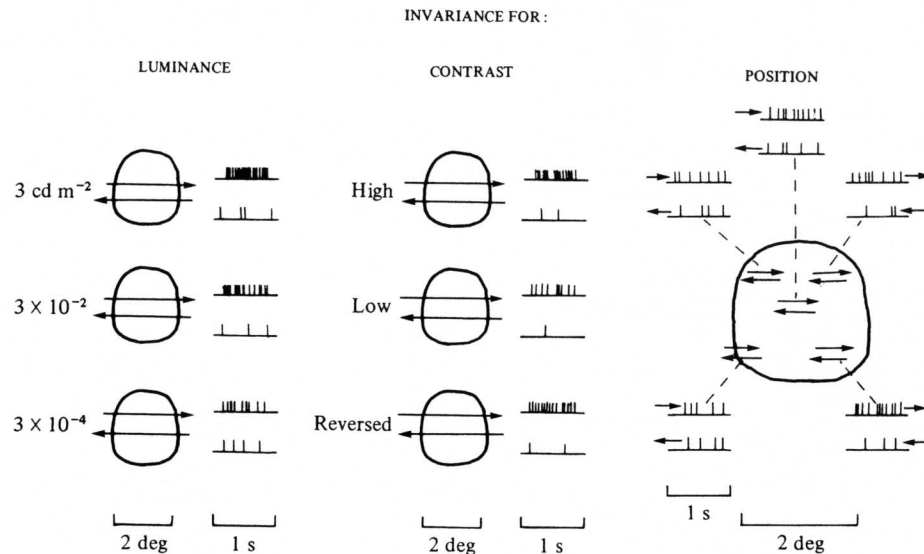 INVARIANCE FOR :
LUMINANCE
CONTRAST
POSITION
3 cd m⁻²
High
3 × 10⁻²
Low
3 × 10⁻⁴
Reversed
2 deg
1 s
2 deg
1 s
1 s
2 deg